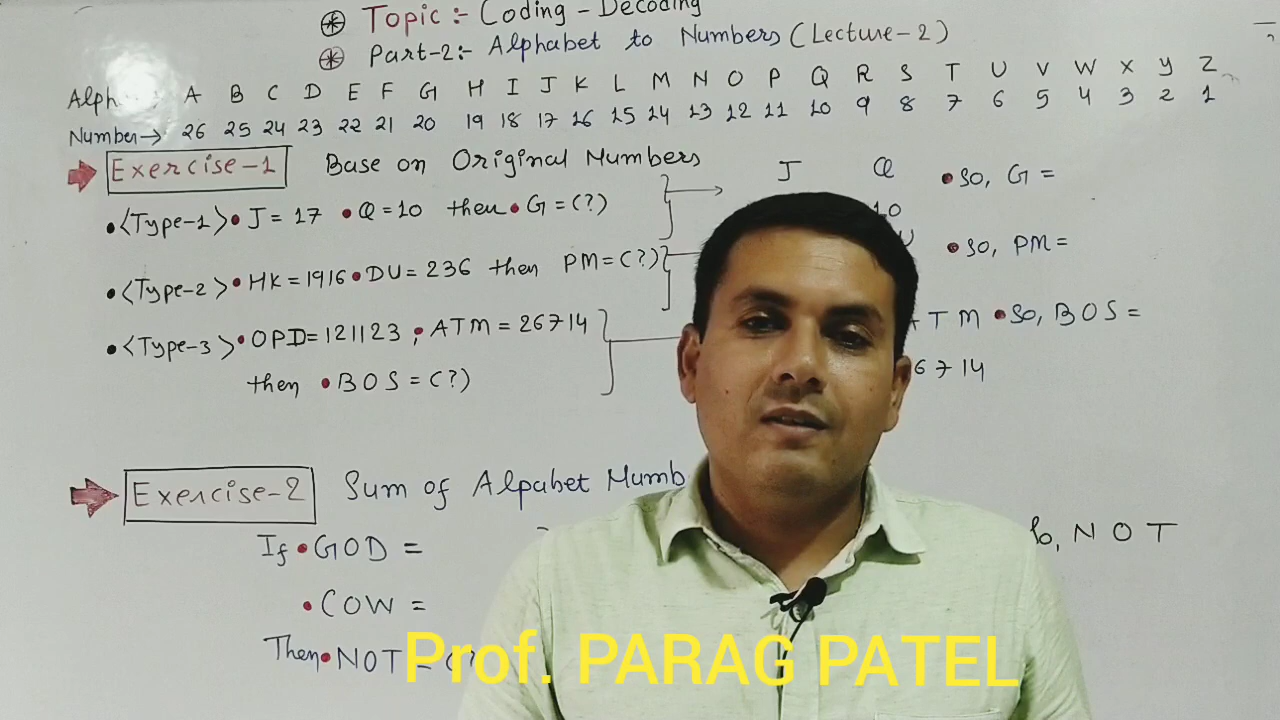 Topic :- Coding - Decoding
Part-2:- Alphabet to Numbers (Lecture-2)
A B C D E F G H I J K L M N O P Q R S T U V W X Y Z
Number→ 26 25 24 23 22 21 20 19 18 17 16 15 14 13 12 11 10 9 8 7 6 5 4 3 2 1
Exercise-1 Base on Original Numbers
•<Type-1>• J = 17 • Q = 10 then • G = (?)
J Q • so, G =
•<Type-2>• HK = 1916 • DU = 236 then PM = (?)
• so, PM =
•<Type-3>• OPD = 121123 ; ATM = 26714
T M • So, BOS =
then • BOS = (?)
6714
Exercise-2 Sum of Alpabet Numb
If • GOD =
, NOT
• COW =
Then • NOT = (?
Prof. PARAG PATEL